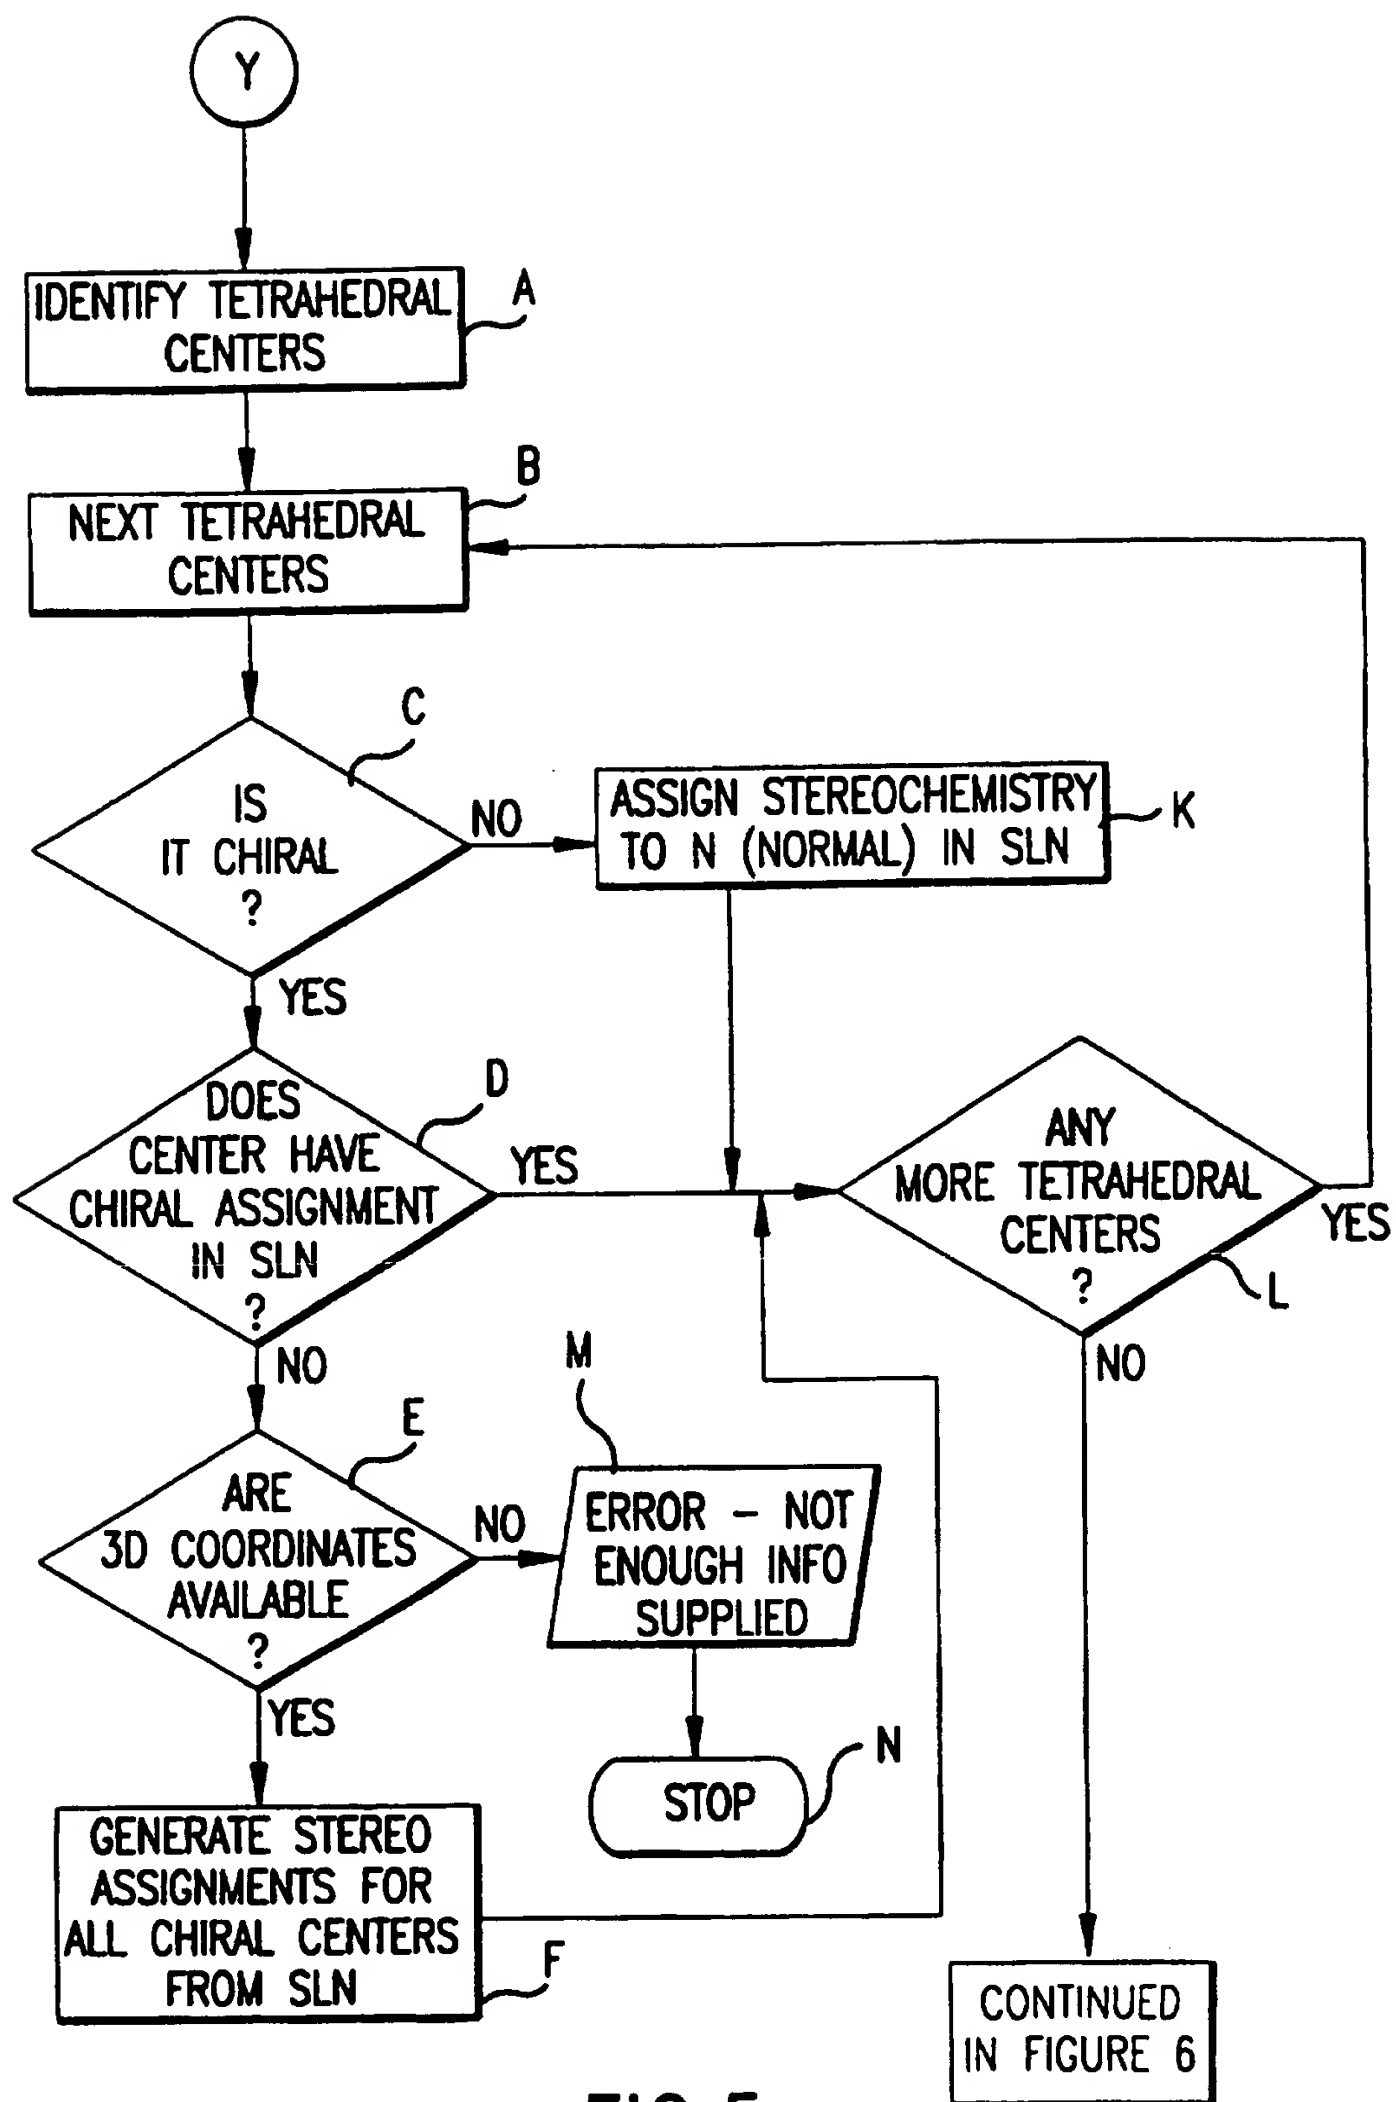 Y
IDENTIFY TETRAHEDRAL
CENTERS
A
NEXT TETRAHEDRAL
CENTERS
B
IS
IT CHIRAL
?
C
NO
ASSIGN STEREOCHEMISTRY
TO N (NORMAL) IN SLN
K
YES
DOES
CENTER HAVE
CHIRAL ASSIGNMENT
IN SLN
?
D
YES
ANY
MORE TETRAHEDRAL
CENTERS
?
YES
L
NO
NO
ARE
3D COORDINATES
AVAILABLE
?
E
NO
M
ERROR – NOT
ENOUGH INFO
SUPPLIED
STOP
N
YES
GENERATE STEREO
ASSIGNMENTS FOR
ALL CHIRAL CENTERS
FROM SLN
F
CONTINUED
IN FIGURE 6